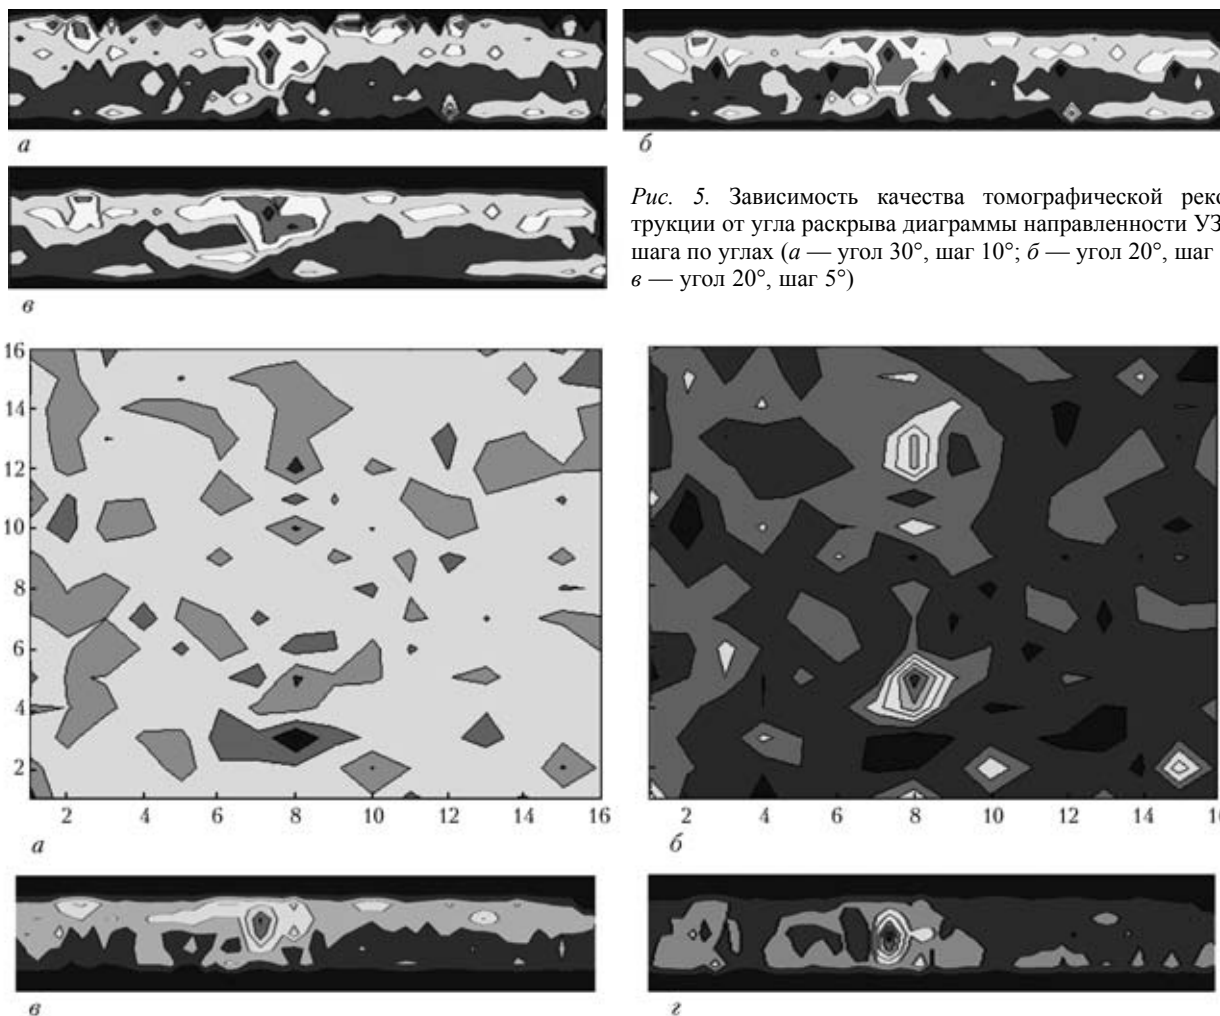 а
б
в
Рис. 5. Зависимость качества томографической реко
трукции от угла раскрыва диаграммы направленности УЗ
шага по углах (а — угол 30°, шаг 10°; б — угол 20°, шаг
в — угол 20°, шаг 5°)
16
14
12
10
8
6
4
2
2 4 6 8 10 12 14 16
а
2 4 6 8 10 12 14 1
б
в
г